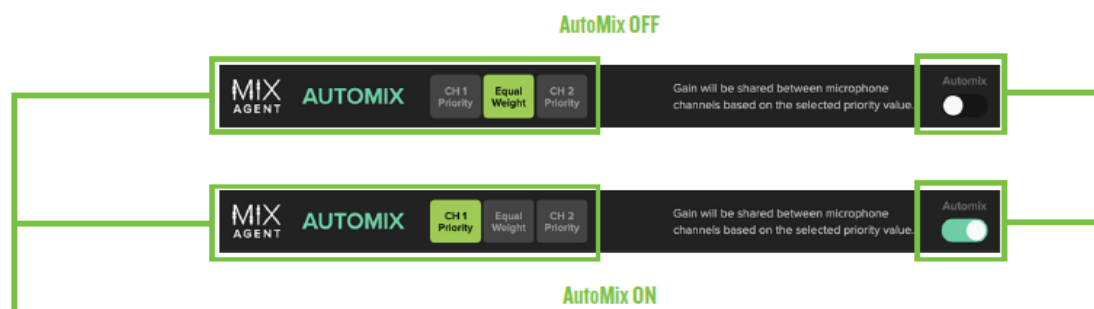 AutoMix OFF
MIX
AGENT
AUTOMIX
CH 1
Priority
Equal
Weight
CH 2
Priority
Gain will be shared between microphone
channels based on the selected priority value.
Automix
MIX
AGENT
AUTOMIX
CH 1
Priority
Equal
Weight
CH 2
Priority
Gain will be shared between microphone
channels based on the selected priority value.
Automix
AutoMix ON